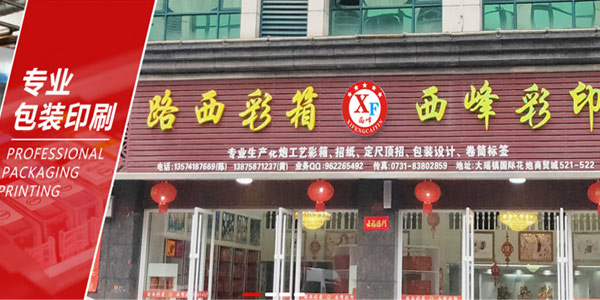 专业
包装印刷
PROFESSIONAL
PACKAGING
PRINTING
路西彩箱
XF
XIFENGCAIYIN
西峰彩印
专业生产化炮工艺彩箱、招纸、定尺顶招、包装设计、卷筒标签
电话:13574187669(陈) 13875871237(黄) 业务QQ:962265492 传真:0731-83802859 地址:大瑶镇国际花炮商贸城521-522